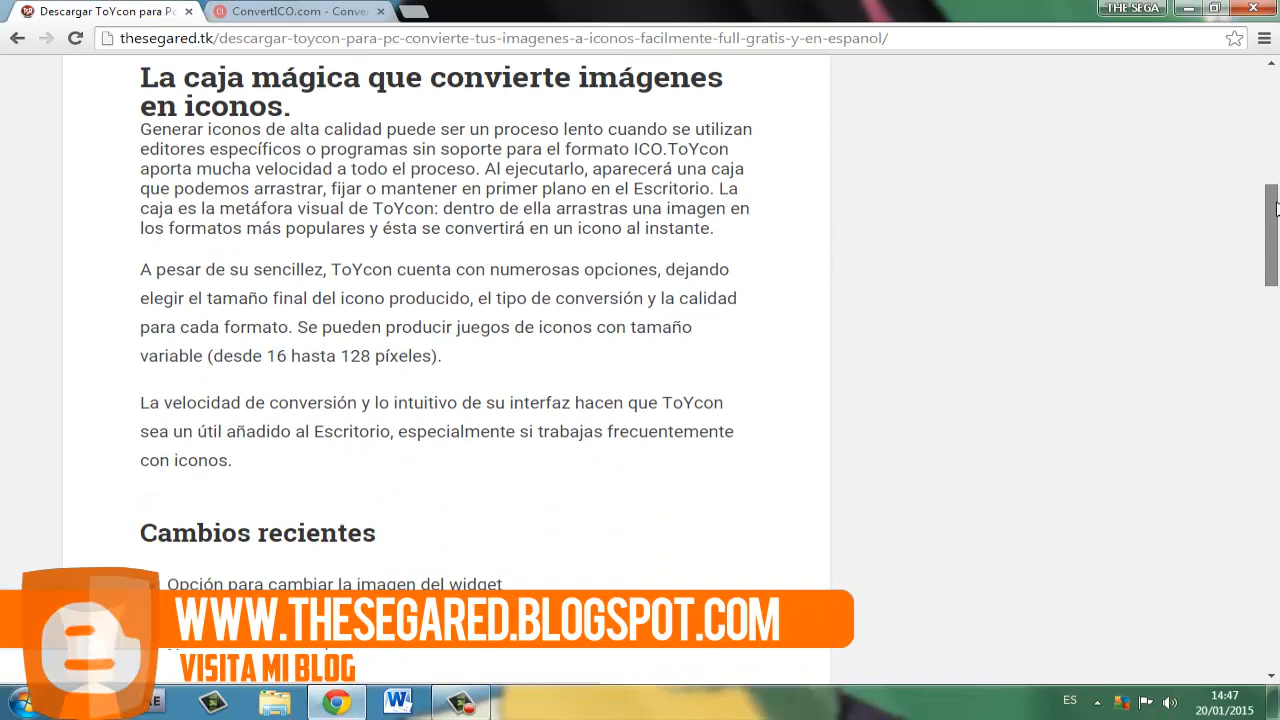 Descargar ToYcon para Pc
ConvertICO.com - Conve
THE SEGA
thesegared.tk/descargar-toycon-para-pc-convierte-tus-imagenes-a-iconos-facilmente-full-gratis-y-en-espanol/
La caja mágica que convierte imágenes
en iconos.
Generar iconos de alta calidad puede ser un proceso lento cuando se utilizan
editores específicos o programas sin soporte para el formato ICO.ToYcon
aporta mucha velocidad a todo el proceso. Al ejecutarlo, aparecerá una caja
que podemos arrastrar, fijar o mantener en primer plano en el Escritorio. La
caja es la metáfora visual de ToYcon: dentro de ella arrastras una imagen en
los formatos más populares y ésta se convertirá en un icono al instante.
A pesar de su sencillez, ToYcon cuenta con numerosas opciones, dejando
elegir el tamaño final del icono producido, el tipo de conversión y la calidad
para cada formato. Se pueden producir juegos de iconos con tamaño
variable (desde 16 hasta 128 píxeles).
La velocidad de conversión y lo intuitivo de su interfaz hacen que ToYcon
sea un útil añadido al Escritorio, especialmente si trabajas frecuentemente
con iconos.
Cambios recientes
Opción para cambiar la imagen del widget
WWW.THESEGARED.BLOGSPOT.COM
VISITA MI BLOG
ES
14:47
20/01/2015